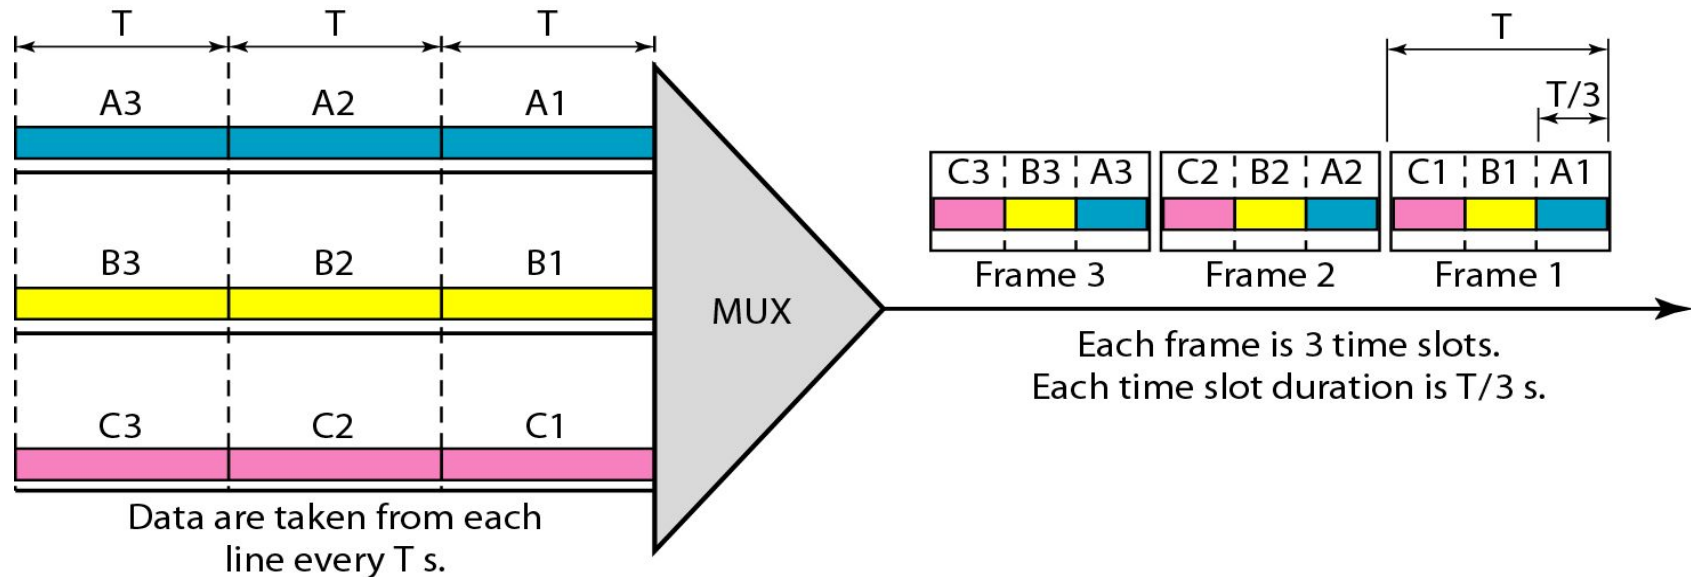 T T T
T
T/3
A3 A2 A1
C3 B3 A3 C2 B2 A2 C1 B1 A1
B3 B2 B1
Frame 3 Frame 2 Frame 1
MUX
Each frame is 3 time slots.
Each time slot duration is T/3 s.
C3 C2 C1
Data are taken from each
line every T s.